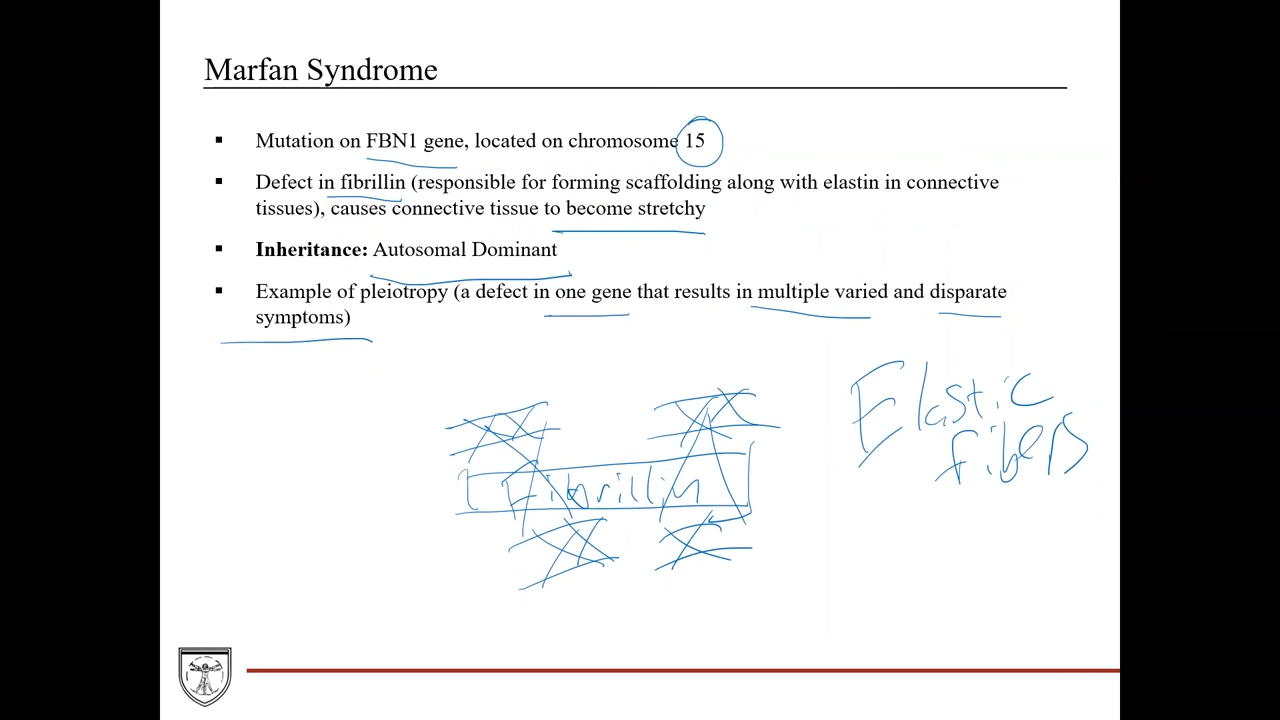 Marfan Syndrome
▪ Mutation on FBN1 gene, located on chromosome 15
▪ Defect in fibrillin (responsible for forming scaffolding along with elastin in connective
tissues), causes connective tissue to become stretchy
▪ Inheritance: Autosomal Dominant
▪ Example of pleiotropy (a defect in one gene that results in multiple varied and disparate
symptoms)
Elastic
fibers
Fibrillin